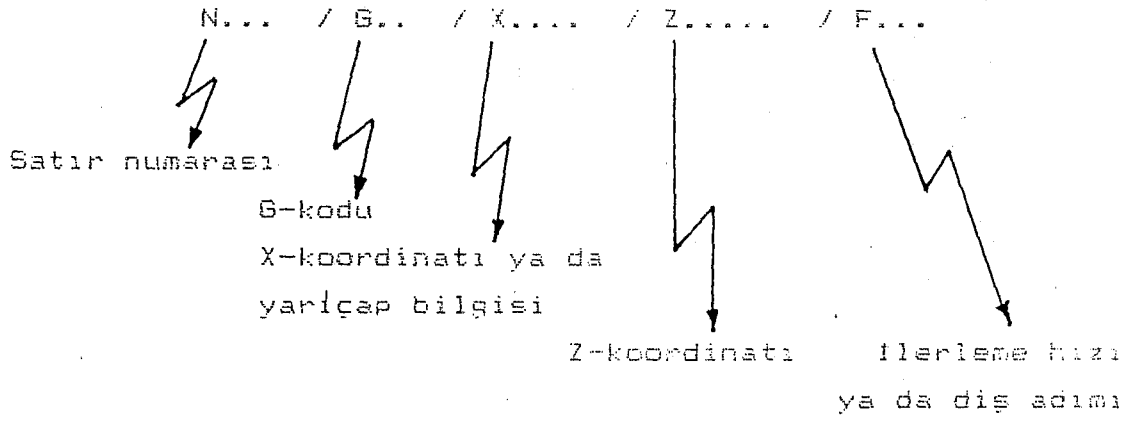 N... / G.. / X.... / Z..... / F...
Satır numarası
G-kodu
X-koordinatı ya da
yarıçap bilgisi
Z-koordinatı İlerleme hızı
ya da diş adımı